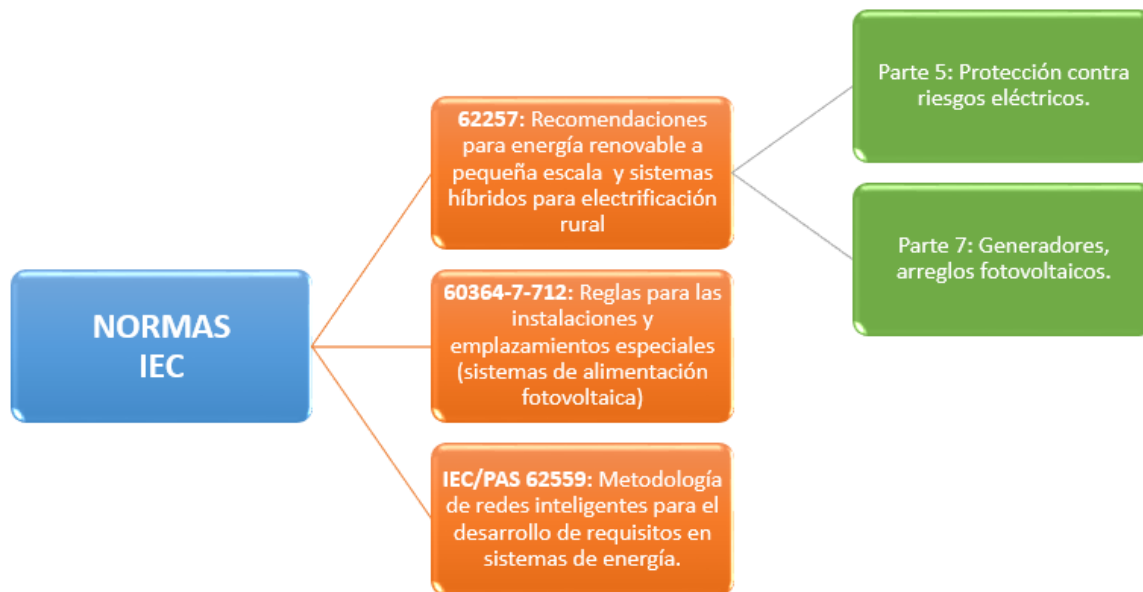 NORMAS
IEC
62257: Recomendaciones
para energía renovable a
pequeña escala y sistemas
híbridos para electrificación
rural
60364-7-712: Reglas para las
instalaciones y
emplazamientos especiales
(sistemas de alimentación
fotovoltaica)
IEC/PAS 62559: Metodología
de redes inteligentes para el
desarrollo de requisitos en
sistemas de energía.
Parte 5: Protección contra
riesgos eléctricos.
Parte 7: Generadores,
arreglos fotovoltaicos.